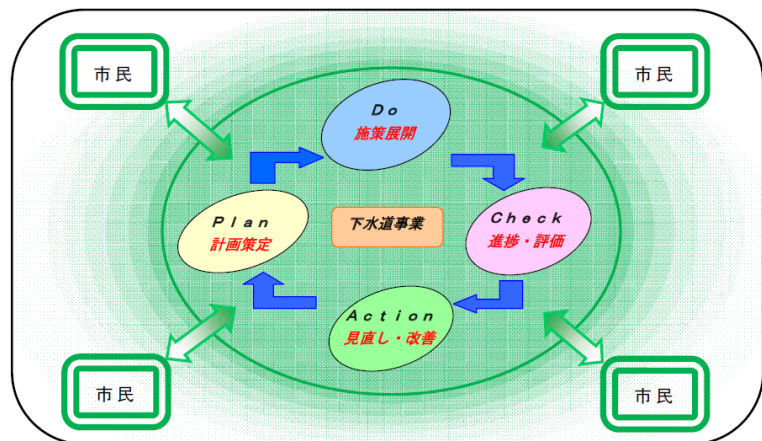 市民
市民
Do
施策展開
Plan
計画策定
下水道事業
Check
進捗・評価
Action
見直し・改善
市民
市民